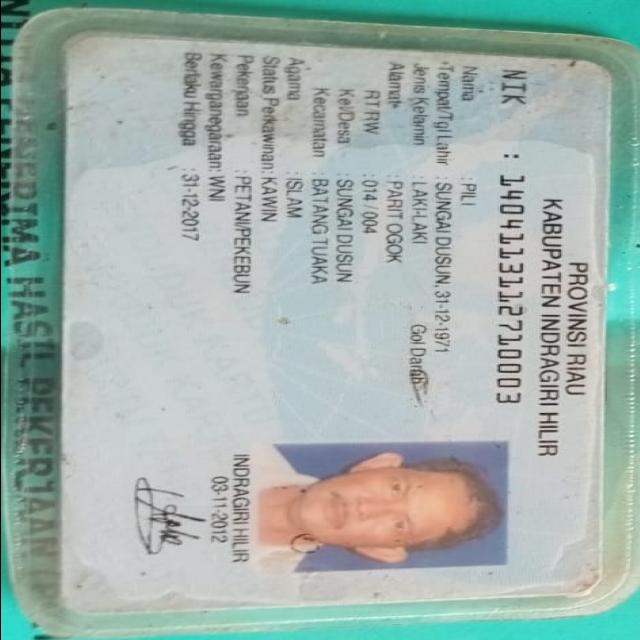 PROVINSI RIAU
KABUPATEN INDRAGIRI HILIR
NIK : 1404113112710003
Nama : PILI
Tempat/Tgl Lahir : SUNGAI DUSUN, 31-12-1971
Jenis Kelamin : LAKI-LAKI Gol Darah
Alamat : PARIT OGOK
RT/RW : 014 / 004
Kel/Desa : SUNGAI DUSUN
Kecamatan : BATANG TUAKA
Agama : ISLAM
Status Perkawinan: KAWIN
Pekerjaan : PETANI/PEKEBUN
Kewarganegaraan: WNI
Berlaku Hingga : 31-12-2017
INDRAGIRI HILIR
03-11-2012
HASIL PEKERJAAN